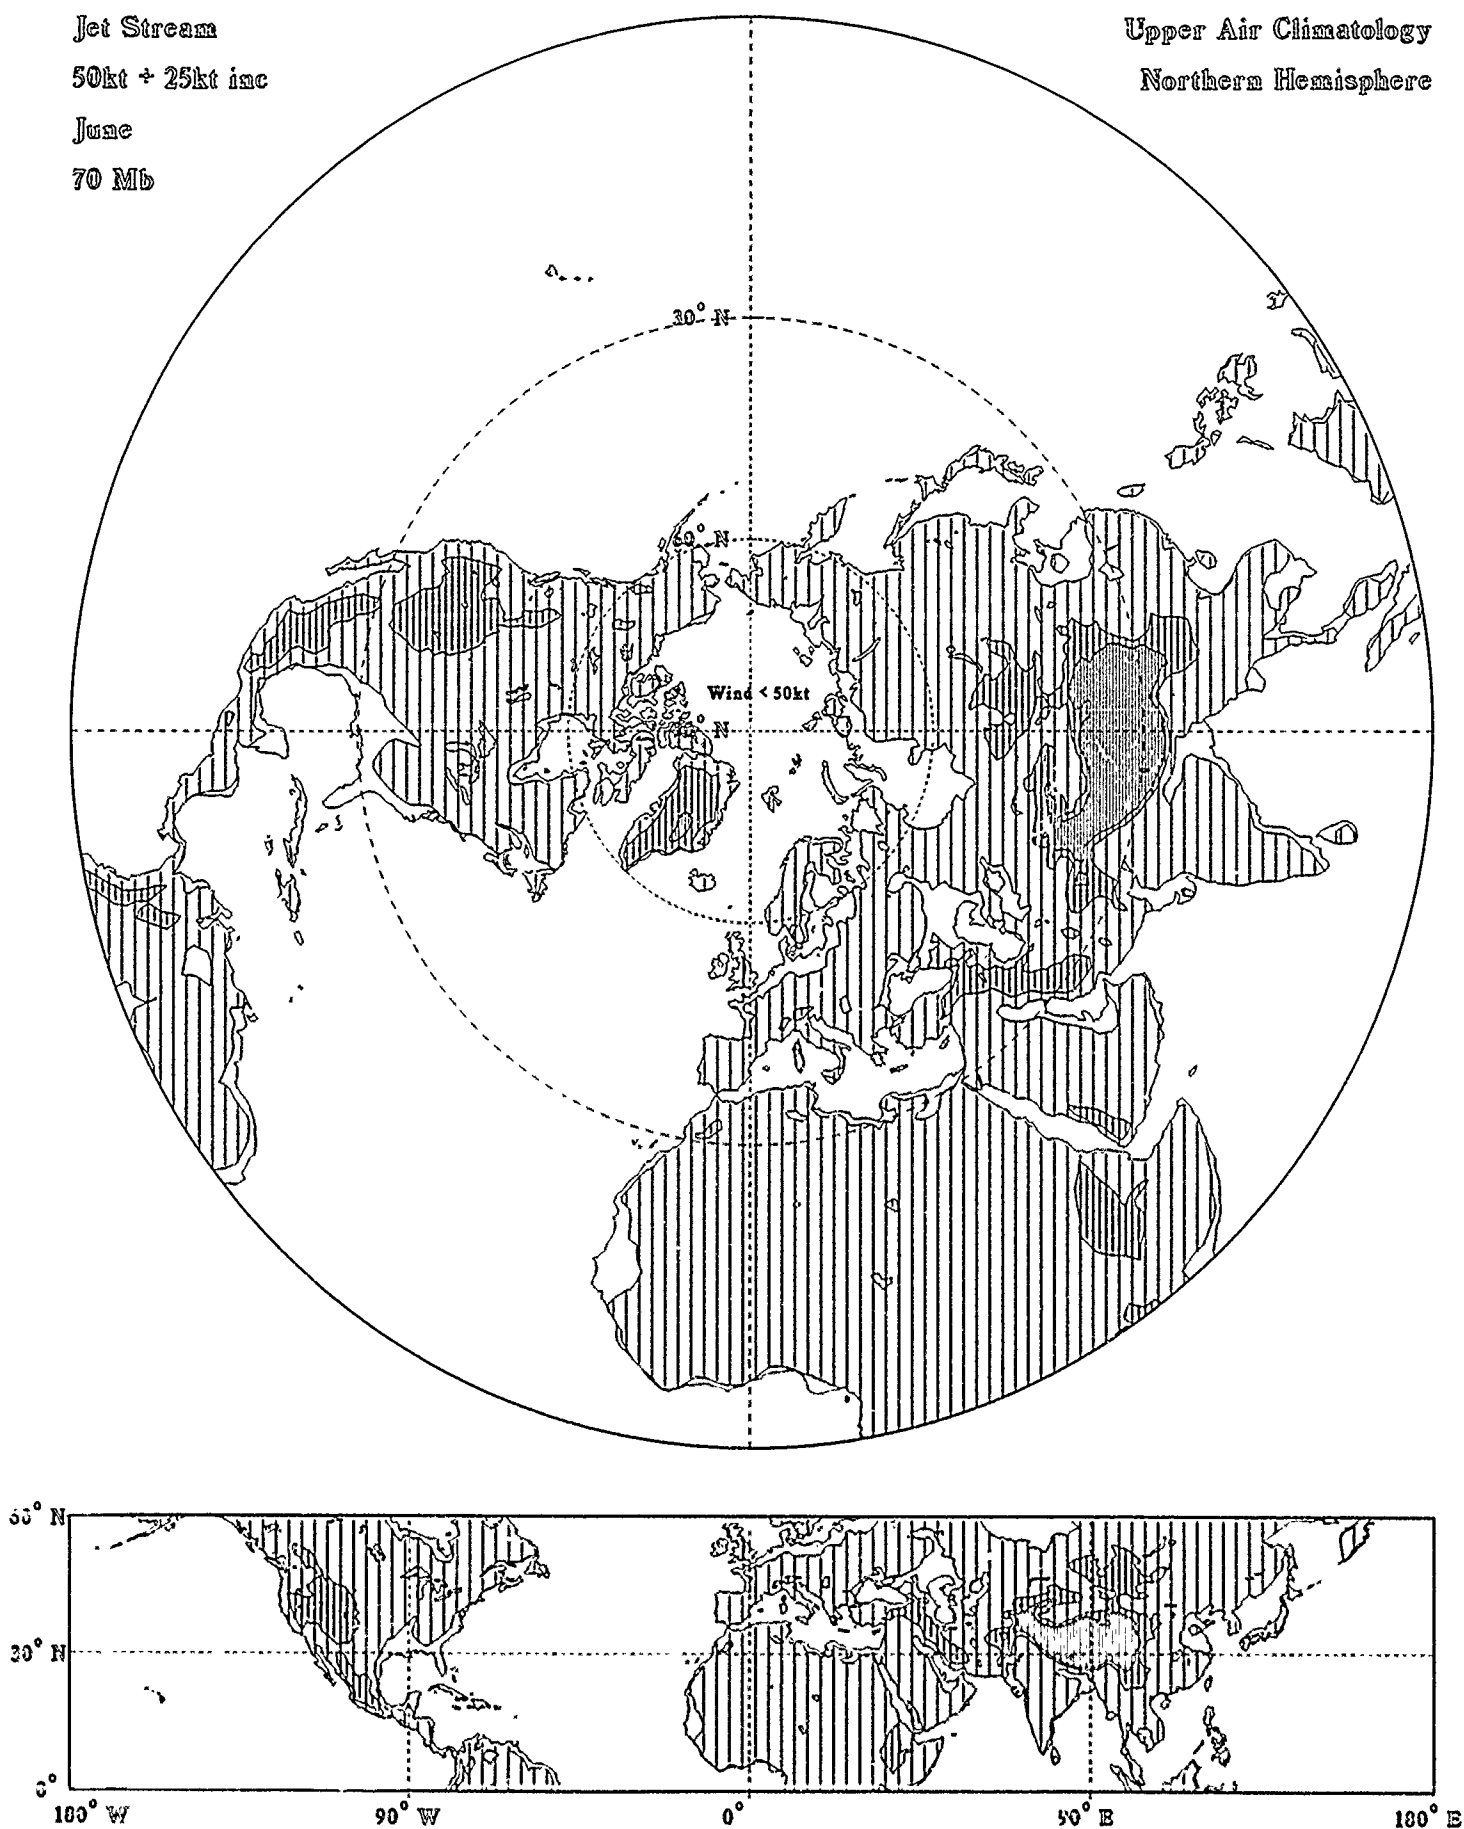 Jet Stream
50kt + 25kt inc
June
70 Mb
Upper Air Climatology
Northern Hemisphere
30° N
60° N
Wind < 50kt
° N
° N
30° N
0°
180° W
90° W
0°
90° E
180° E